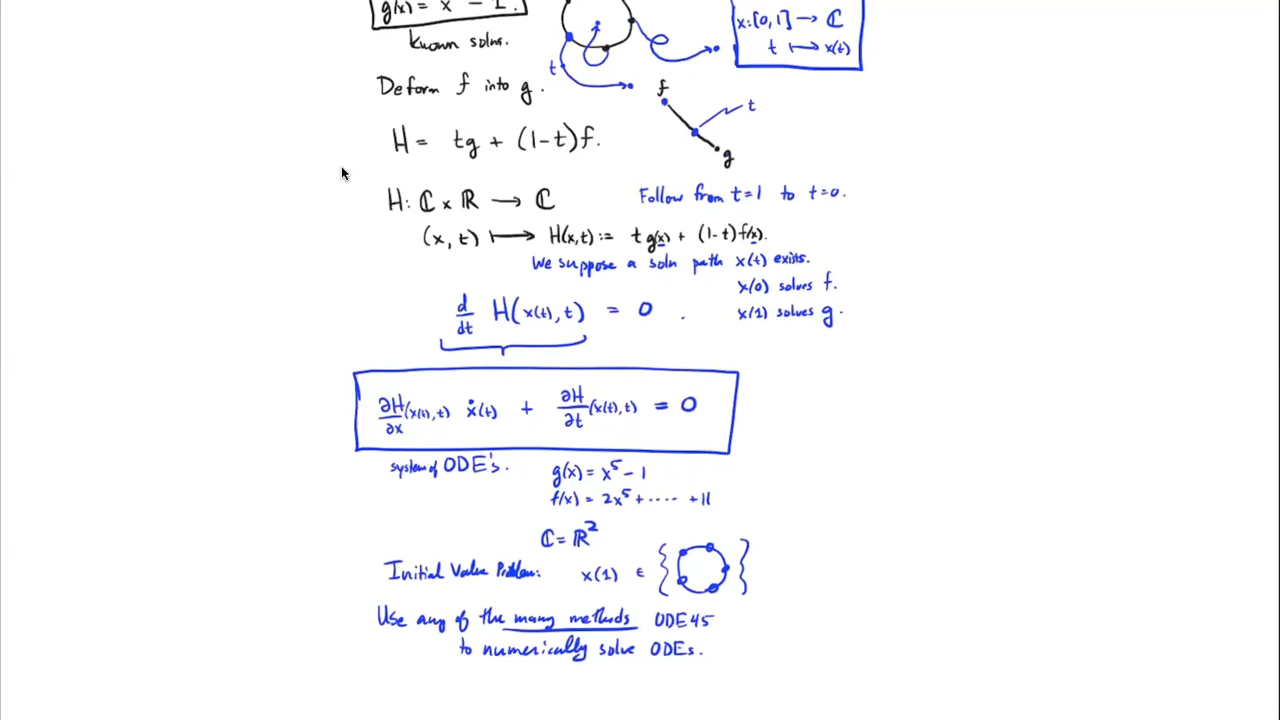 g(x) = x – 1.
known solns.
x: [0,1] → ℂ
t ⟼ x(t)
t
Deform f into g.
f
t
H = tg + (1-t)f.
g
H: ℂ × ℝ → ℂ
Follow from t=1 to t=0.
(x, t) ⟼ H(x,t) := t g(x) + (1-t) f(x).
We suppose a soln path x(t) exists.
x(0) solves f.
x(1) solves g.
d/dt H(x(t), t) = 0.
∂H/∂x (x(t), t) ẋ(t) + ∂H/∂t (x(t), t) = 0
system of ODE's.
g(x) = x⁵ - 1
f(x) = 2x⁵ + ..... + 11
ℂ = ℝ²
Initial Value Problem: x(1) ∈ { }
Use any of the many methods ODE45
to numerically solve ODEs.